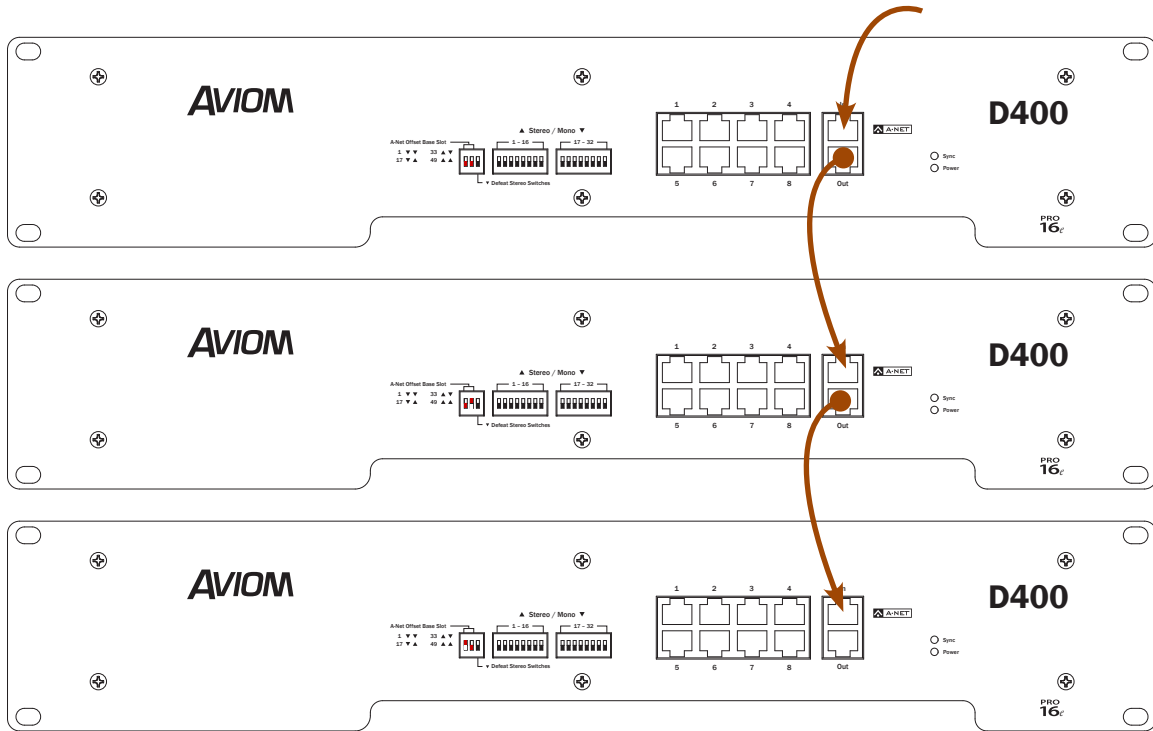 1 2 3 4 In
AVIOM
D400
A-NET
▲ Stereo / Mono ▼
A-Net Offset Base Slot
1 – 16
17 – 32
1 ▼ ▼ 33 ▲ ▼
17 ▼ ▲ 49 ▲ ▲
Sync
Power
▼ Defeat Stereo Switches
5 6 7 8 Out
PRO
16e
1 2 3 4
AVIOM
D400
A-NET
▲ Stereo / Mono ▼
A-Net Offset Base Slot
1 – 16
17 – 32
1 ▼ ▼ 33 ▲ ▼
17 ▼ ▲ 49 ▲ ▲
Sync
Power
▼ Defeat Stereo Switches
5 6 7 8 Out
PRO
16e
1 2 3 4 In
AVIOM
D400
A-NET
▲ Stereo / Mono ▼
A-Net Offset Base Slot
1 – 16
17 – 32
1 ▼ ▼ 33 ▲ ▼
17 ▼ ▲ 49 ▲ ▲
Sync
Power
▼ Defeat Stereo Switches
5 6 7 8 Out
PRO
16e